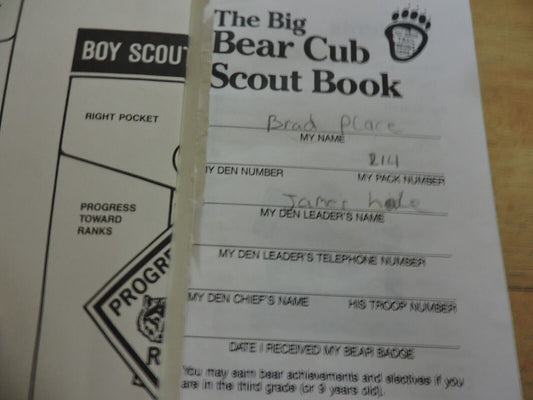 BOY SCOUT
RIGHT POCKET
PROGRESS
TOWARD
RANKS
PROGR
R
The Big
Bear Cub
Scout Book
Brad Place
MY NAME
214
MY DEN NUMBER MY PACK NUMBER
James
MY DEN LEADER'S NAME
MY DEN LEADER'S TELEPHONE NUMBER
MY DEN CHIEF'S NAME HIS TROOP NUMBER
DATE I RECEIVED MY BEAR BADGE
You may earn bear achievements and electives if you
are in the third grade (or 9 years old).